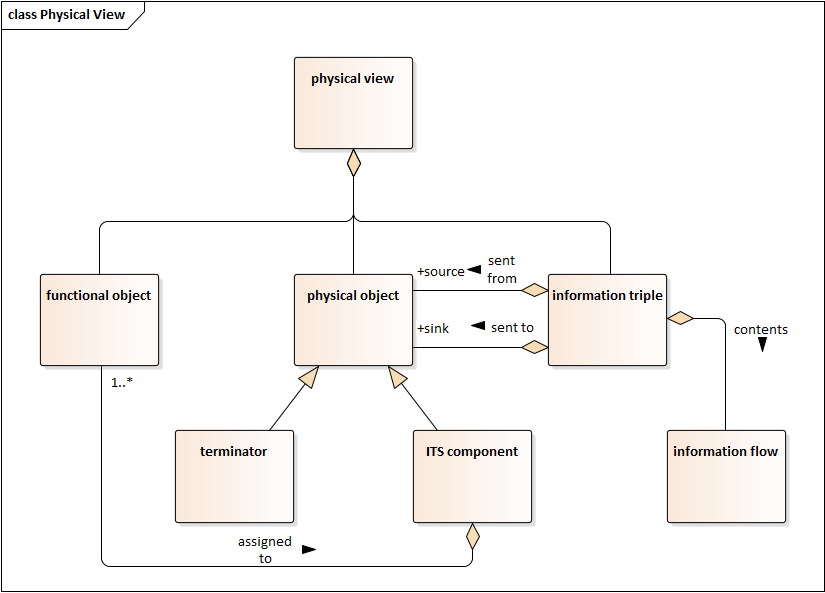 class Physical View
physical view
functional object
physical object
+source
sent
from
information triple
+sink
sent to
contents
1..*
terminator
ITS component
information flow
assigned
to